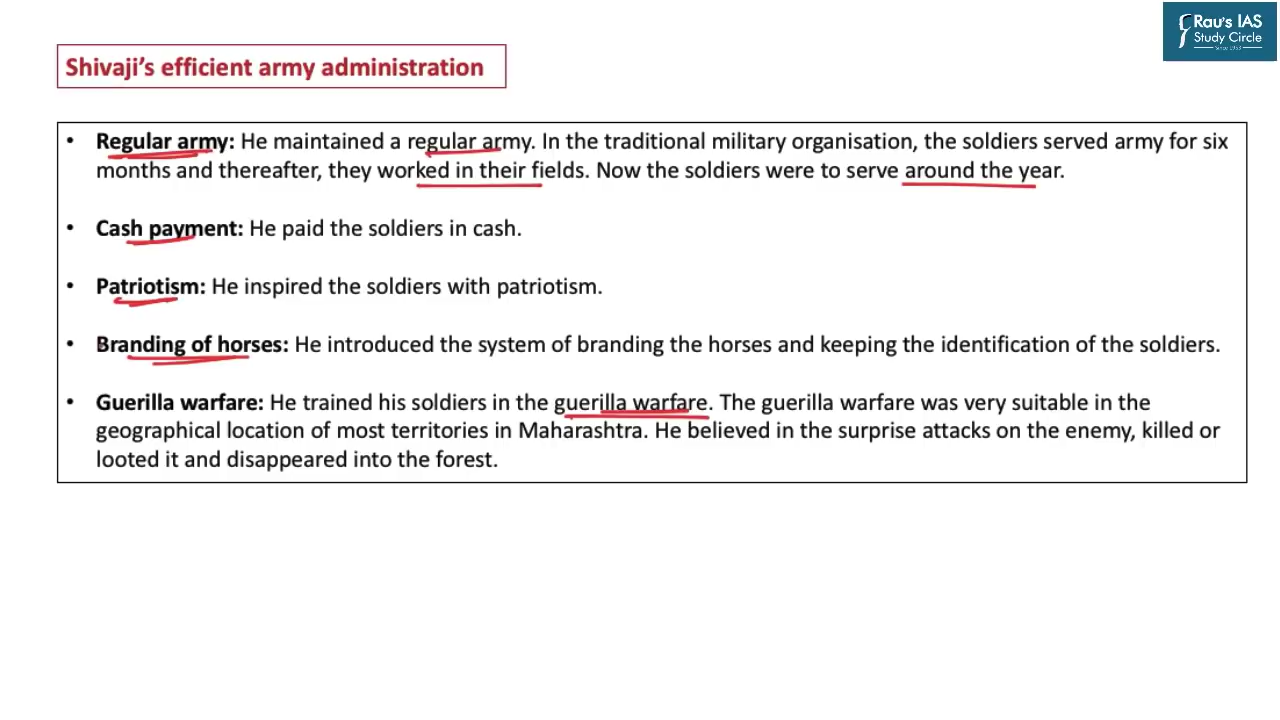 Rau's IAS
Study Circle
Since 1953
Shivaji's efficient army administration
• Regular army: He maintained a regular army. In the traditional military organisation, the soldiers served army for six
months and thereafter, they worked in their fields. Now the soldiers were to serve around the year.
• Cash payment: He paid the soldiers in cash.
• Patriotism: He inspired the soldiers with patriotism.
• Branding of horses: He introduced the system of branding the horses and keeping the identification of the soldiers.
• Guerilla warfare: He trained his soldiers in the guerilla warfare. The guerilla warfare was very suitable in the
geographical location of most territories in Maharashtra. He believed in the surprise attacks on the enemy, killed or
looted it and disappeared into the forest.